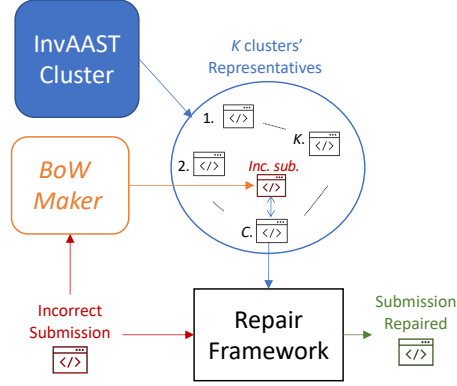 InvAAST
Cluster
K clusters’
Representatives
1.
</>
K.
</>
2.
</>
Inc. sub.
</>
BoW
Maker
C.
</>
Incorrect
Submission
</>
Repair
Framework
Submission
Repaired
</>